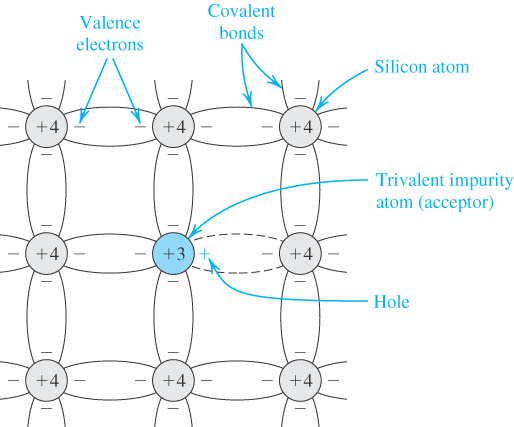 Valence
electrons
Covalent
bonds
Silicon atom
− − −
− +4 − − +4 − − +4 −
− − −
Trivalent impurity
atom (acceptor)
− − −
− +4 − − +3 + − +4 −
− − −
Hole
− − −
− +4 − − +4 − − +4 −
− − −